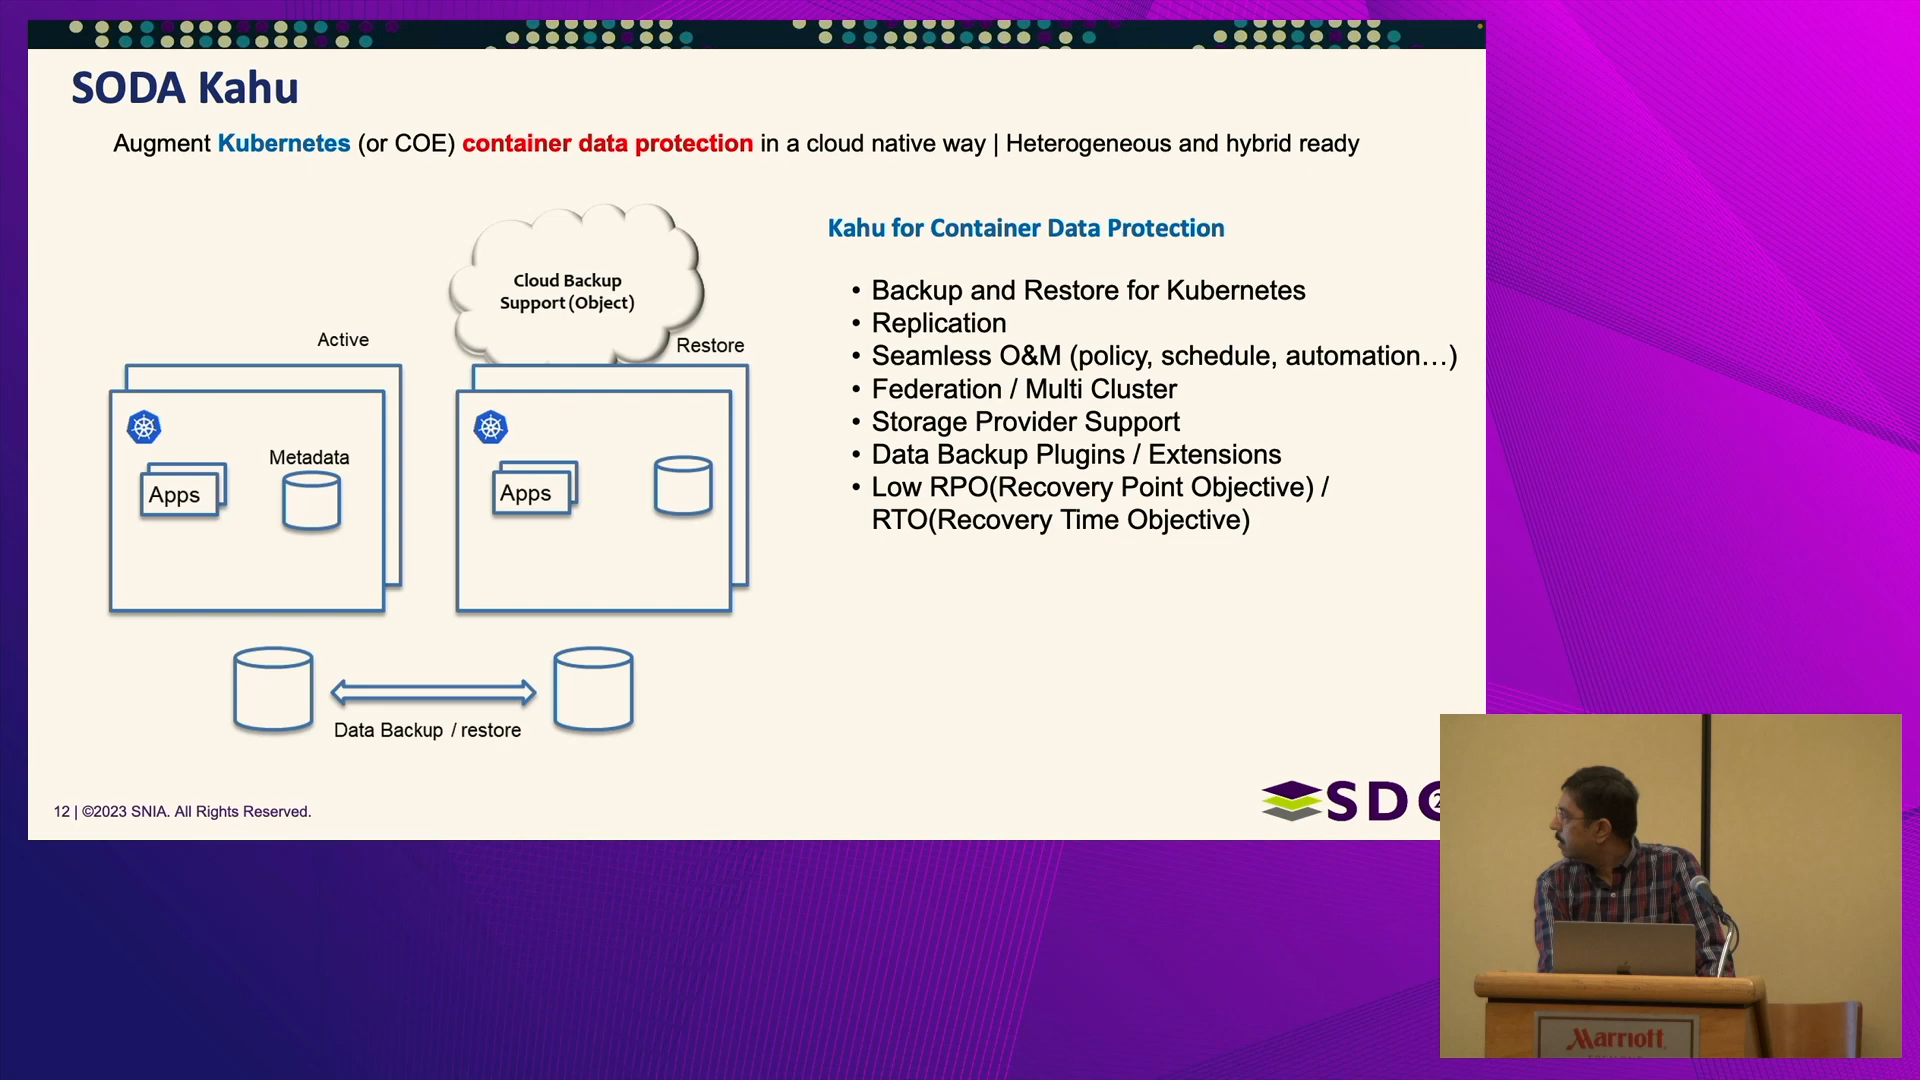 SODA Kahu
Augment Kubernetes (or COE) container data protection in a cloud native way | Heterogeneous and hybrid ready
Cloud Backup
Support (Object)
Active
Restore
Metadata
Apps
Apps
Data Backup / restore
Kahu for Container Data Protection
• Backup and Restore for Kubernetes
• Replication
• Seamless O&M (policy, schedule, automation…)
• Federation / Multi Cluster
• Storage Provider Support
• Data Backup Plugins / Extensions
• Low RPO(Recovery Point Objective) /
RTO(Recovery Time Objective)
12 | ©2023 SNIA. All Rights Reserved.
SDC
Marriott